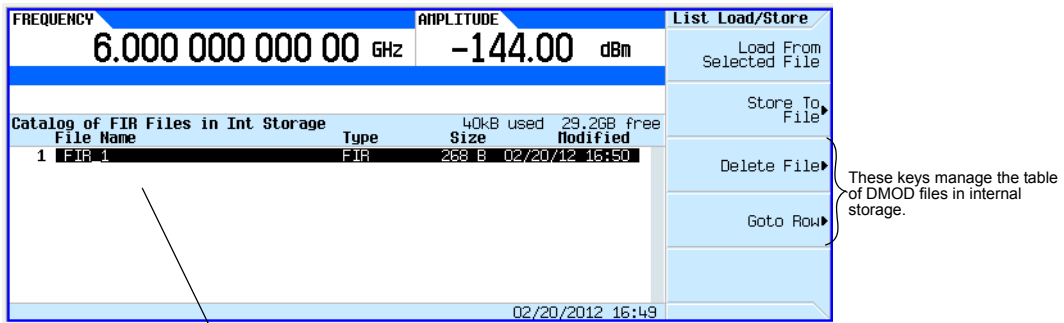 FREQUENCY
6.000 000 000 00 GHz
AMPLITUDE
-144.00 dBm
Catalog of FIR Files in Int Storage 40kB used 29.2GB free
File Name Type Size Modified
1 FIR_1 FIR 268 B 02/20/12 16:50
02/20/2012 16:49
List Load/Store
Load From
Selected File
Store To
File
Delete File
Goto Row
These keys manage the table
of DMOD files in internal
storage.